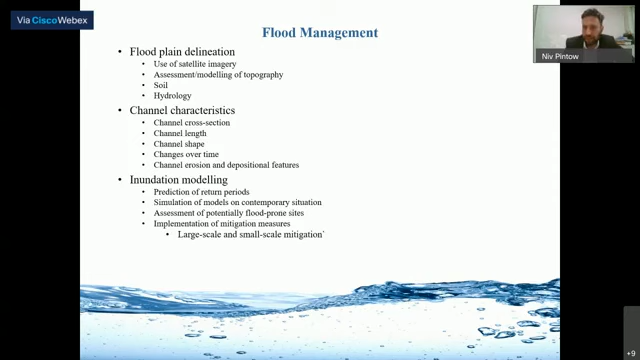 Via Cisco Webex
Flood Management
• Flood plain delineation
• Use of satellite imagery
• Assessment/modelling of topography
• Soil
• Hydrology
• Channel characteristics
• Channel cross-section
• Channel length
• Channel shape
• Changes over time
• Channel erosion and depositional features
• Inundation modelling
• Prediction of return periods
• Simulation of models on contemporary situation
• Assessment of potentially flood-prone sites
• Implementation of mitigation measures
• Large-scale and small-scale mitigation`
Niv Pintow
+9